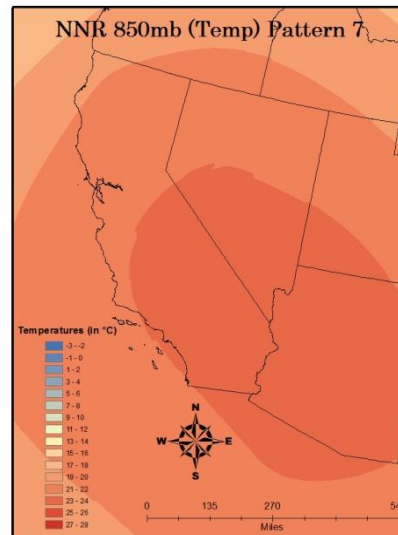 NNR 850mb (Temp) Pattern 7
Temperatures (in °C)
-3 - -2
-1 - 0
1 - 2
3 - 4
5 - 6
7 - 8
9 - 10
11 - 12
13 - 14
15 - 16
17 - 18
19 - 20
21 - 22
23 - 24
25 - 26
27 - 28
N
W E
S
0 135 270
Miles